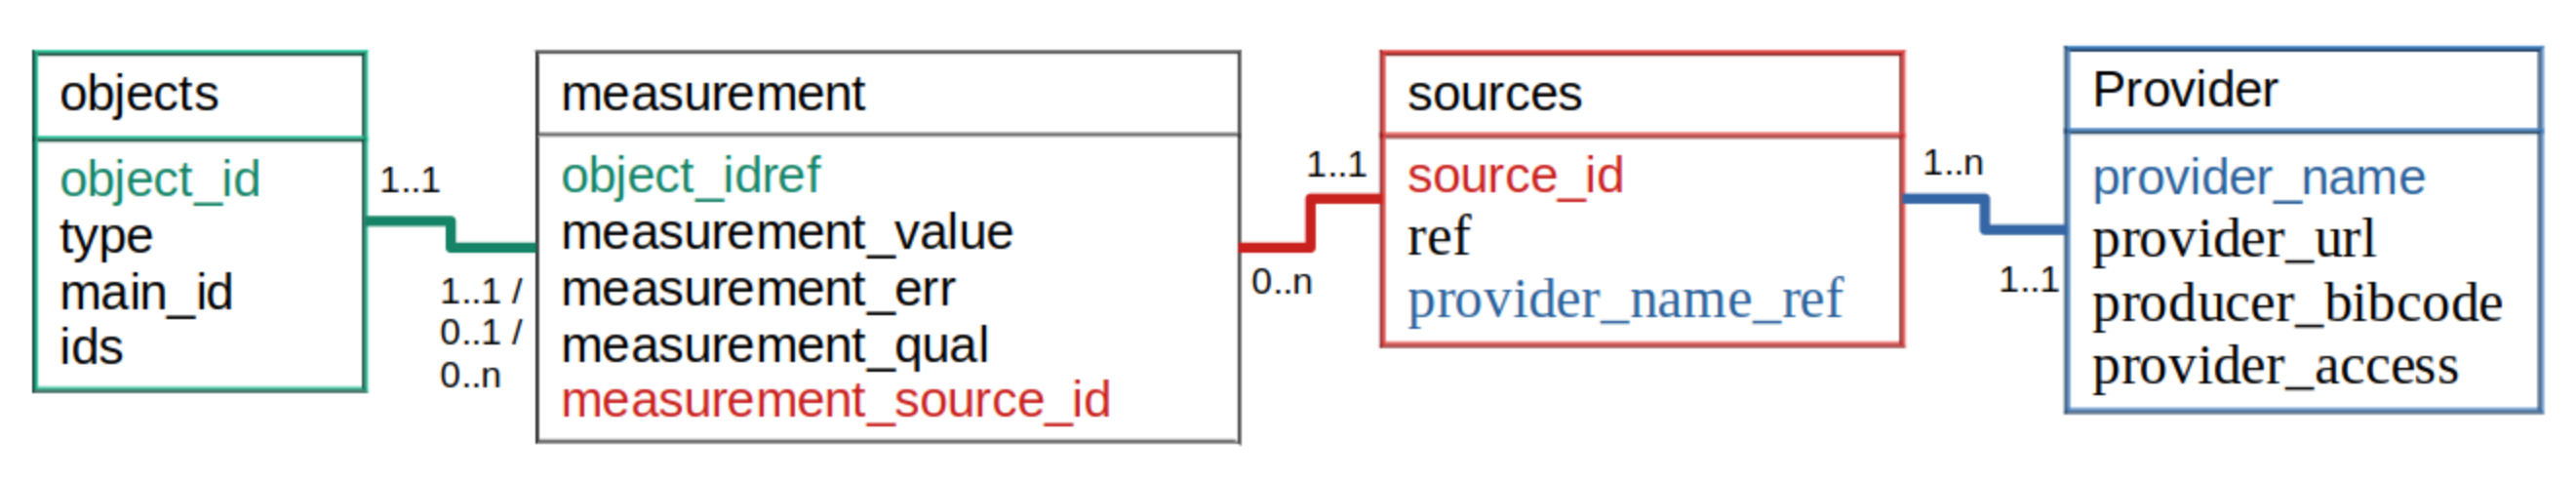 objects
object_id
type
main_id
ids
1..1
1..1 /
0..1 /
0..n
measurement
object_idref
measurement_value
measurement_err
measurement_qual
measurement_source_id
1..1
0..n
sources
source_id
ref
provider_name_ref
1..n
1..1
Provider
provider_name
provider_url
producer_bibcode
provider_access